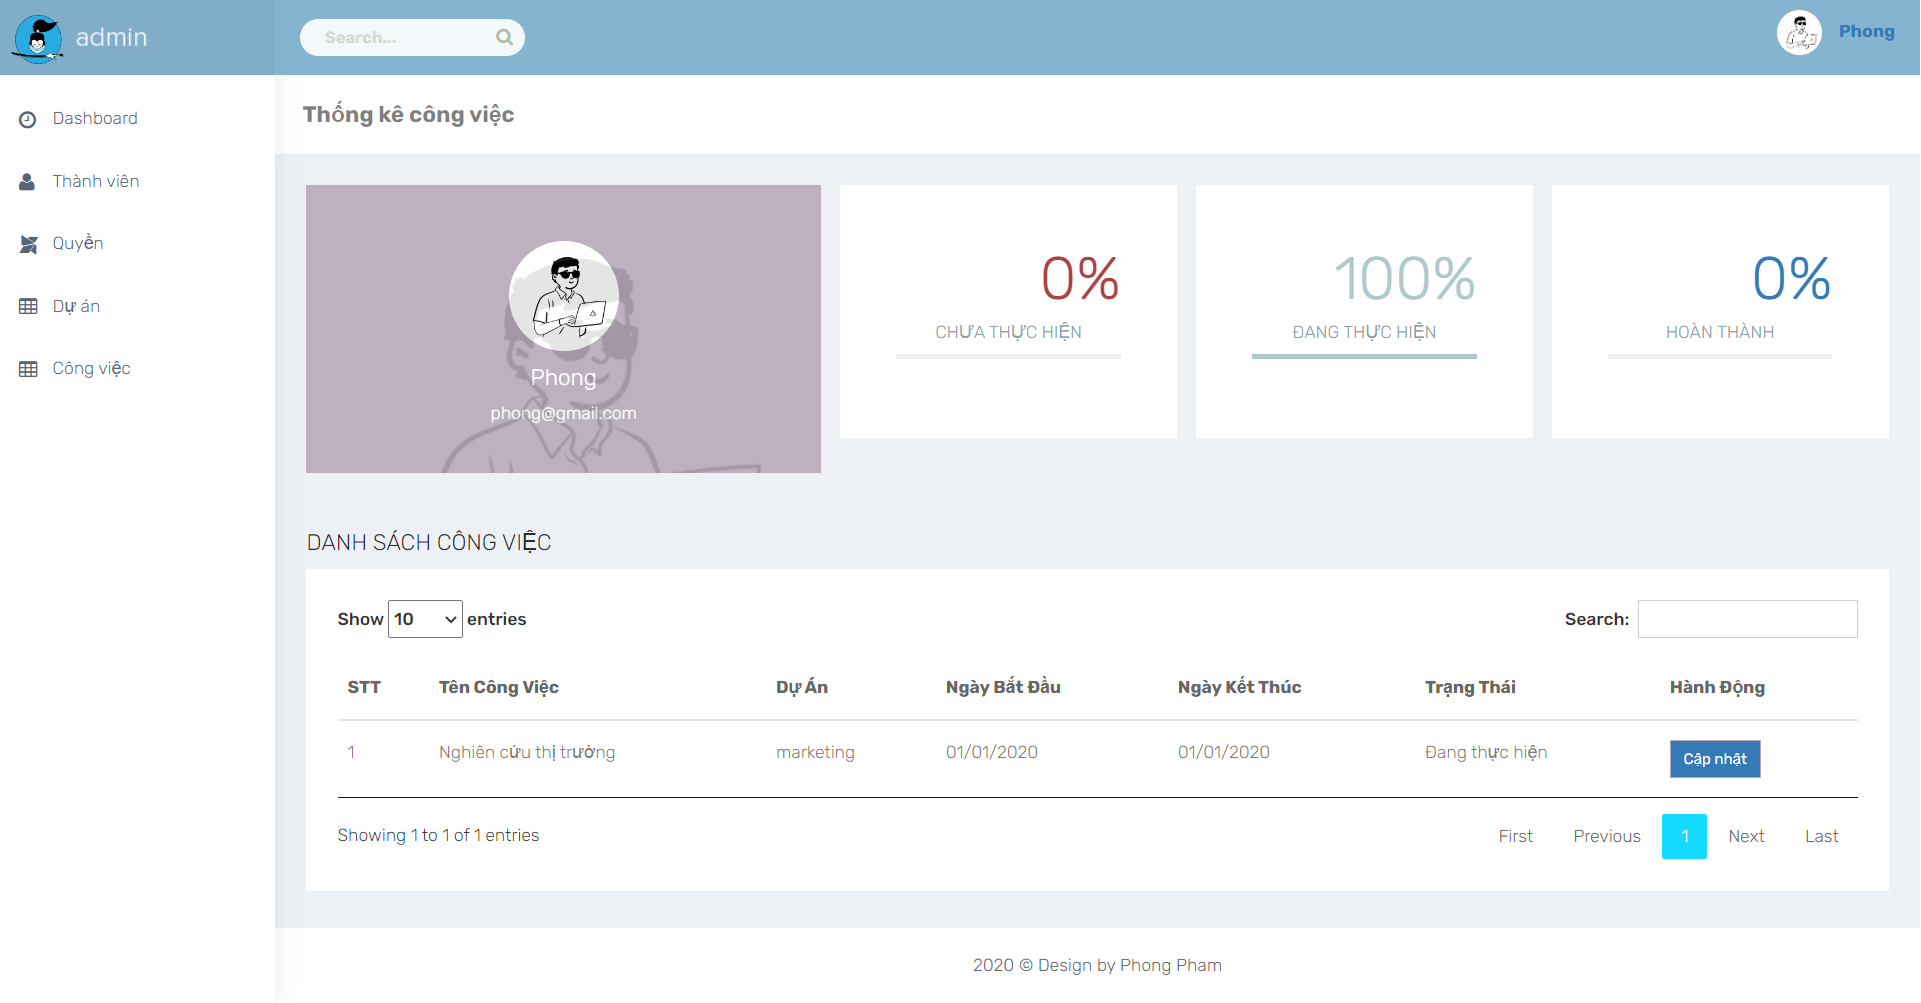 admin
Search...
Phong
Dashboard
Thành viên
Quyền
Dự án
Công việc
Thống kê công việc
Phong
phong@gmail.com
0%
CHƯA THỰC HIỆN
100%
ĐANG THỰC HIỆN
0%
HOÀN THÀNH
DANH SÁCH CÔNG VIỆC
Show 10 entries
Search:
STT Tên Công Việc Dự Án Ngày Bắt Đầu Ngày Kết Thúc Trạng Thái Hành Động
1 Nghiên cứu thị trường marketing 01/01/2020 01/01/2020 Đang thực hiện Cập nhật
Showing 1 to 1 of 1 entries
First Previous 1 Next Last
2020 © Design by Phong Pham